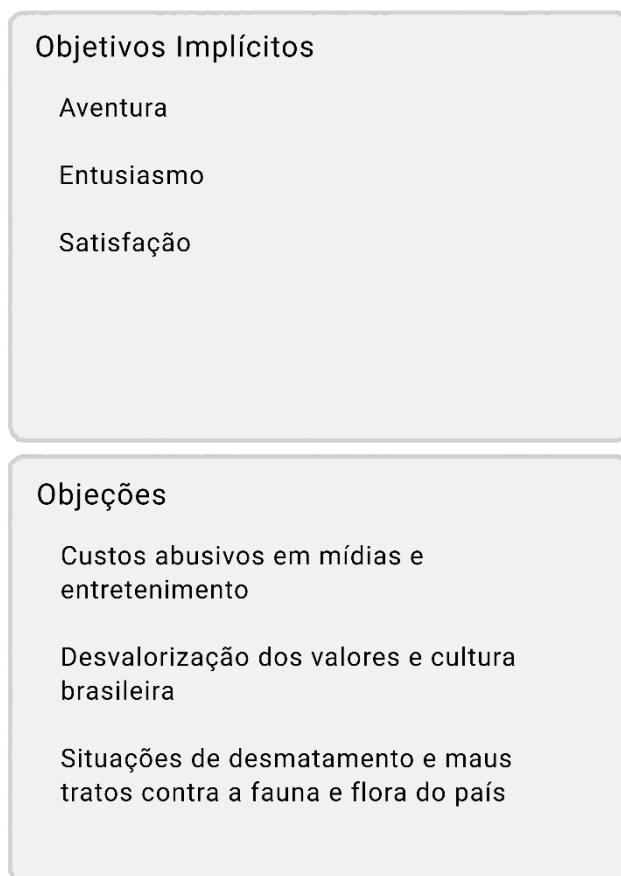 Objetivos Implícitos
Aventura
Entusiasmo
Satisfação
Objeções
Custos abusivos em mídias e
entretenimento
Desvalorização dos valores e cultura
brasileira
Situações de desmatamento e maus
tratos contra a fauna e flora do país